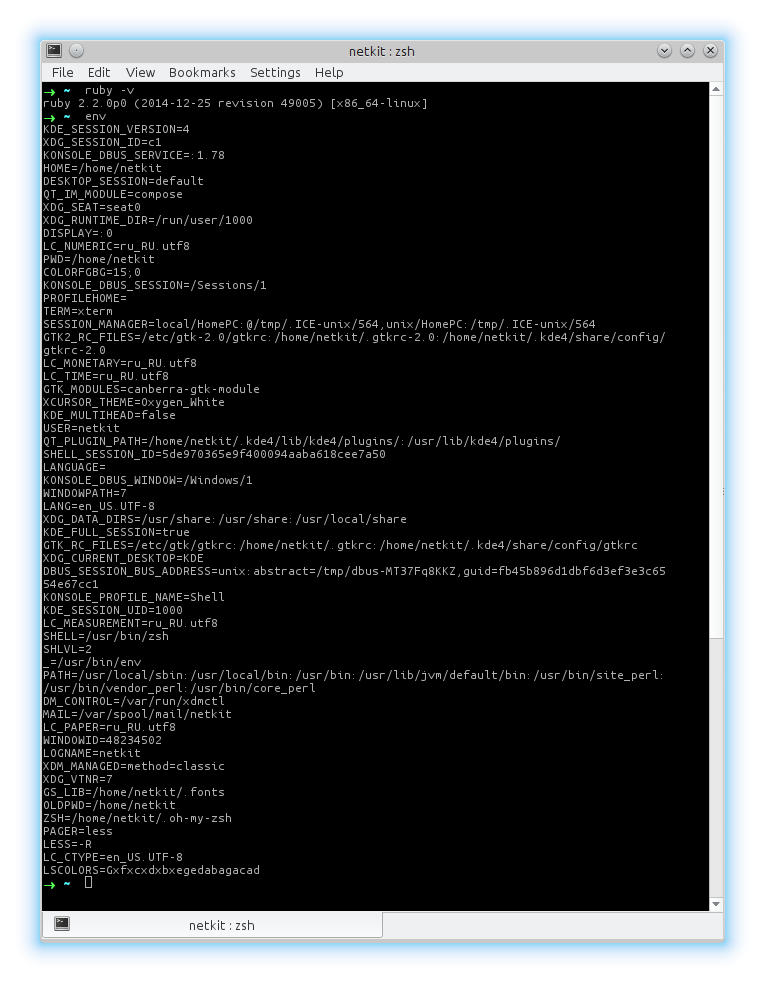 netkit : zsh
File Edit View Bookmarks Settings Help
→ ~ ruby -v
ruby 2.2.0p0 (2014-12-25 revision 49005) [x86_64-linux]
→ ~ env
KDE_SESSION_VERSION=4
XDG_SESSION_ID=c1
KONSOLE_DBUS_SERVICE=:1.78
HOME=/home/netkit
DESKTOP_SESSION=default
QT_IM_MODULE=compose
XDG_SEAT=seat0
XDG_RUNTIME_DIR=/run/user/1000
DISPLAY=:0
LC_NUMERIC=ru_RU.utf8
PWD=/home/netkit
COLORFGBG=15;0
KONSOLE_DBUS_SESSION=/Sessions/1
PROFILEHOME=
TERM=xterm
SESSION_MANAGER=local/HomePC:@/tmp/.ICE-unix/564,unix/HomePC:/tmp/.ICE-unix/564
GTK2_RC_FILES=/etc/gtk-2.0/gtkrc:/home/netkit/.gtkrc-2.0:/home/netkit/.kde4/share/config/
gtkrc-2.0
LC_MONETARY=ru_RU.utf8
LC_TIME=ru_RU.utf8
GTK_MODULES=canberra-gtk-module
XCURSOR_THEME=Oxygen_White
KDE_MULTIHEAD=false
USER=netkit
QT_PLUGIN_PATH=/home/netkit/.kde4/lib/kde4/plugins/:/usr/lib/kde4/plugins/
SHELL_SESSION_ID=5de970365e9f400094aaba618cee7a50
LANGUAGE=
KONSOLE_DBUS_WINDOW=/Windows/1
WINDOWPATH=7
LANG=en_US.UTF-8
XDG_DATA_DIRS=/usr/share:/usr/share:/usr/local/share
KDE_FULL_SESSION=true
GTK_RC_FILES=/etc/gtk/gtkrc:/home/netkit/.gtkrc:/home/netkit/.kde4/share/config/gtkrc
XDG_CURRENT_DESKTOP=KDE
DBUS_SESSION_BUS_ADDRESS=unix:abstract=/tmp/dbus-MT37Fq8KKZ,guid=fb45b896d1dbf6d3ef3e3c65
54e67cc1
KONSOLE_PROFILE_NAME=Shell
KDE_SESSION_UID=1000
LC_MEASUREMENT=ru_RU.utf8
SHELL=/usr/bin/zsh
SHLVL=2
_=/usr/bin/env
PATH=/usr/local/sbin:/usr/local/bin:/usr/bin:/usr/lib/jvm/default/bin:/usr/bin/site_perl:
/usr/bin/vendor_perl:/usr/bin/core_perl
DM_CONTROL=/var/run/xdmctl
MAIL=/var/spool/mail/netkit
LC_PAPER=ru_RU.utf8
WINDOWID=48234502
LOGNAME=netkit
XDM_MANAGED=method=classic
XDG_VTNR=7
GS_LIB=/home/netkit/.fonts
OLDPWD=/home/netkit
ZSH=/home/netkit/.oh-my-zsh
PAGER=less
LESS=-R
LC_CTYPE=en_US.UTF-8
LSCOLORS=Gxfxcxdxbxegedabagacad
→ ~
netkit : zsh